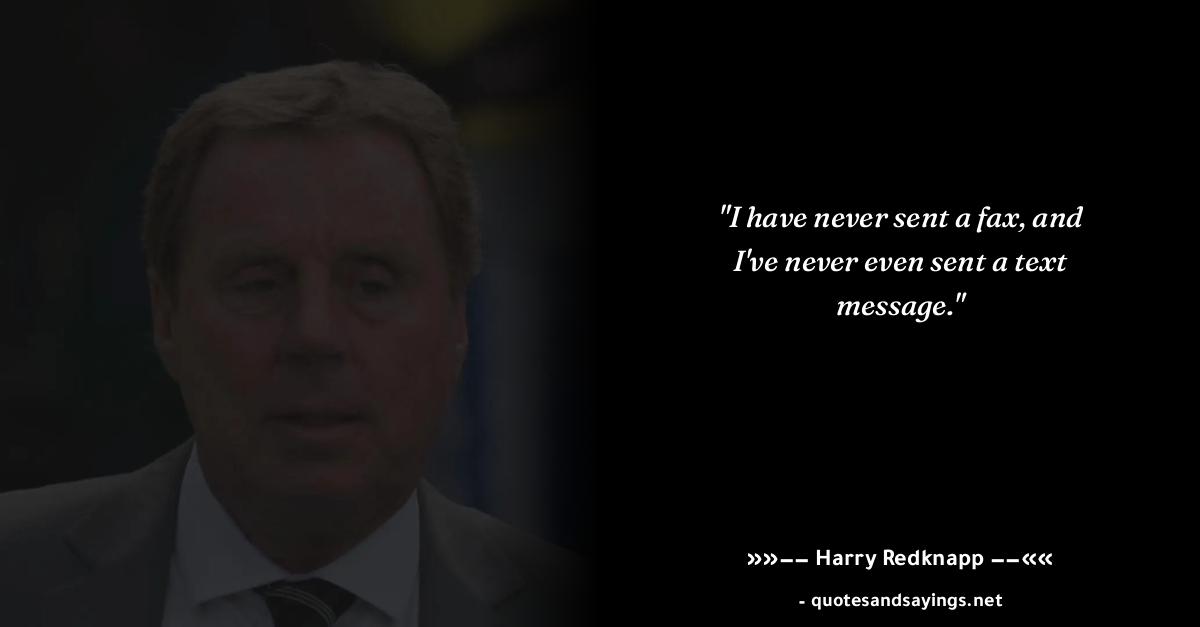 "I have never sent a fax, and
I've never even sent a text
message."
»»−− Harry Redknapp −−««
- quotesandsayings.net